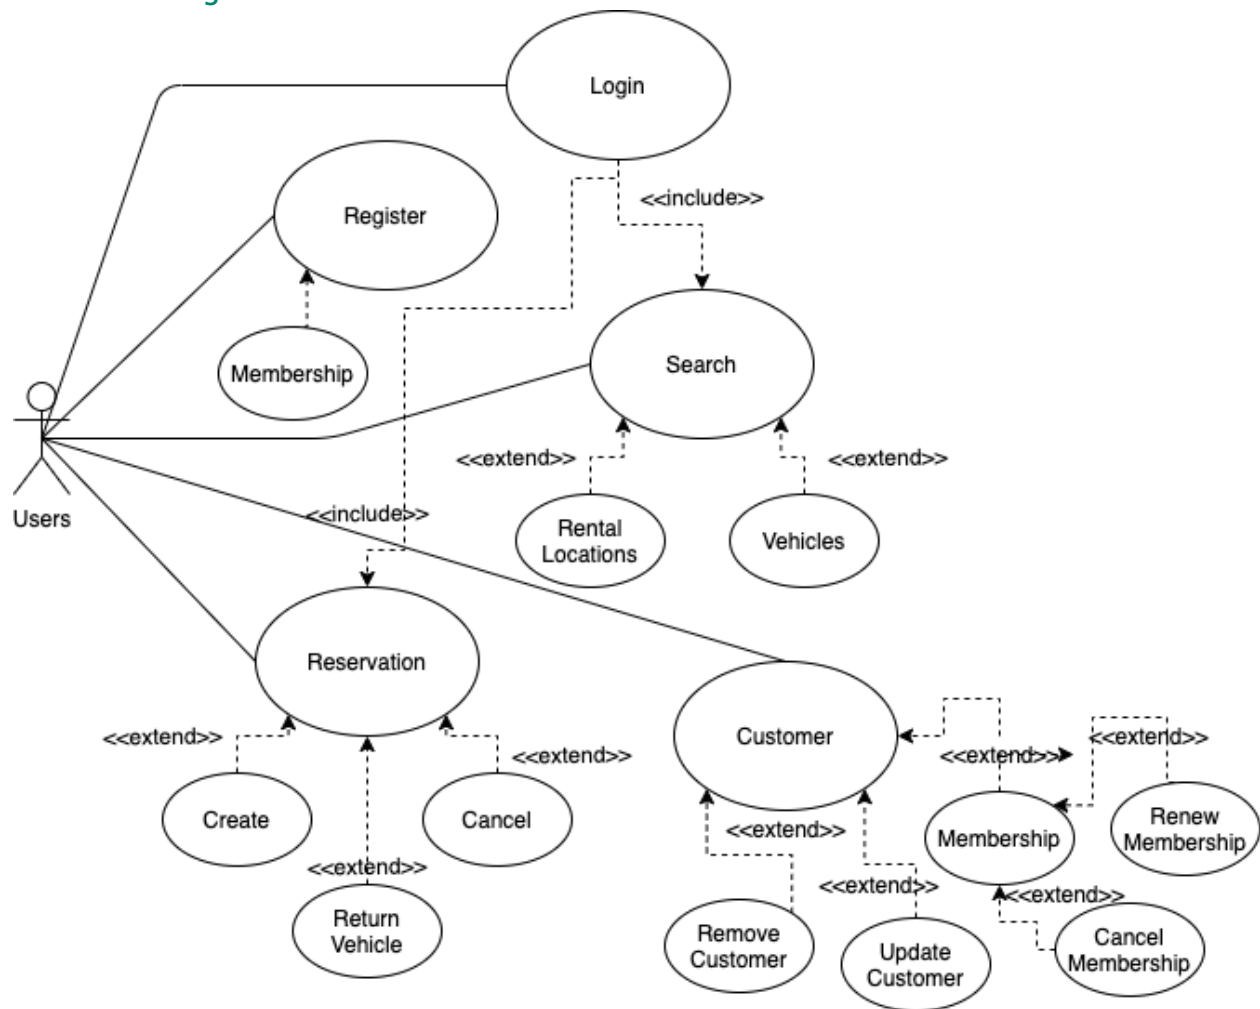 Login
<<include>>
Register
Membership
Search
<<extend>>
<<extend>>
Users
<<include>>
Rental
Locations
Vehicles
Reservation
<<extend>>
<<extend>>
Create
Cancel
<<extend>>
Return
Vehicle
Customer
<<extend>>
<<extend>>
Membership
Renew
Membership
<<extend>>
<<extend>>
<<extend>>
Remove
Customer
Update
Customer
Cancel
Membership